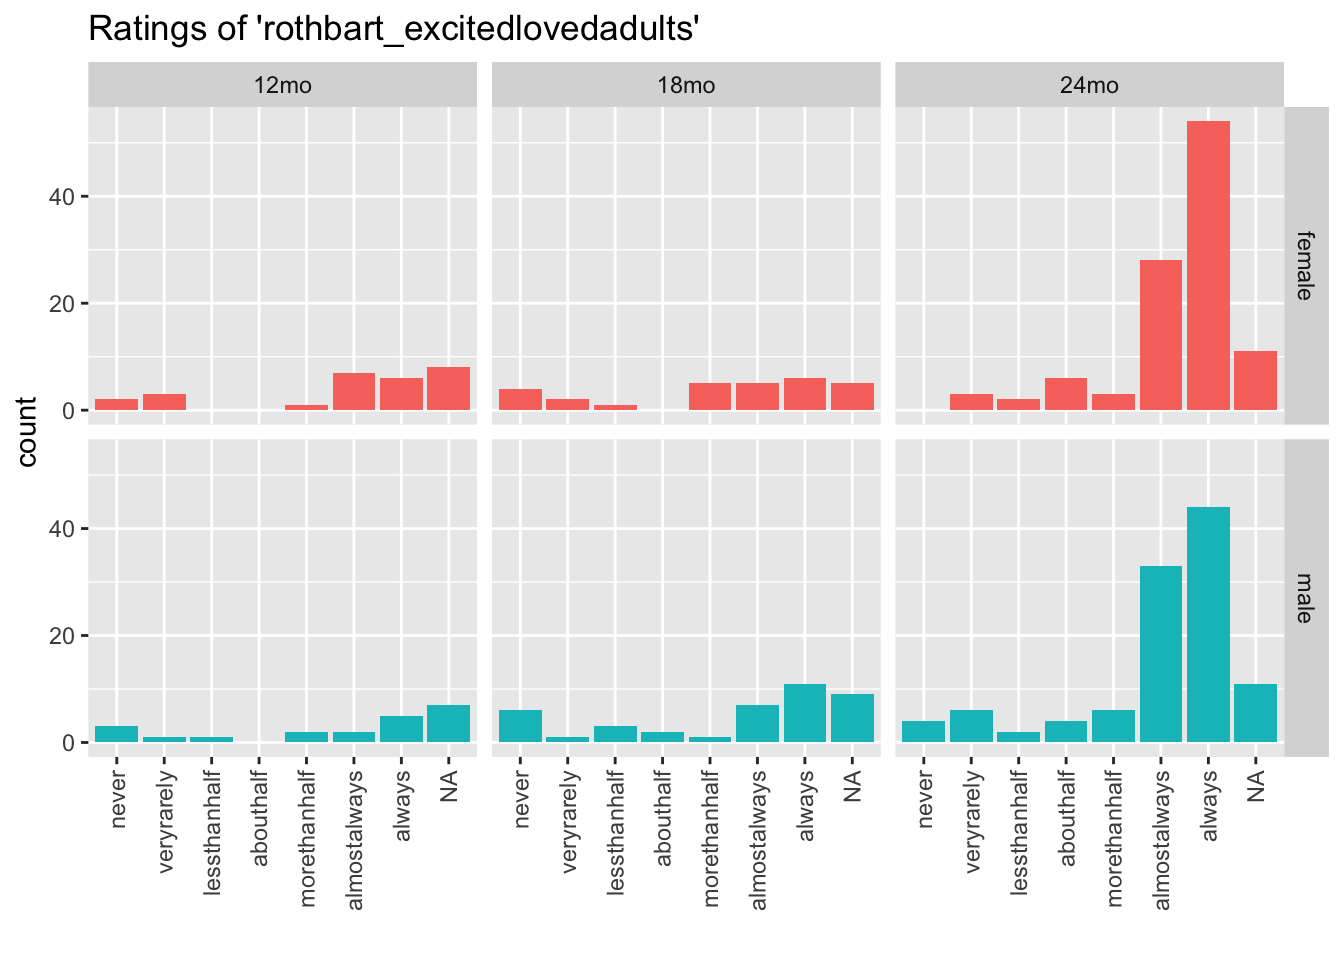 Ratings of 'rothbart_excitedlovedadults'
12mo 18mo 24mo
40
20
0
female
count
40
20
0
male
never veryrarely lessthanhalf abouthalf morethanhalf almostalways always NA never veryrarely lessthanhalf abouthalf morethanhalf almostalways always NA never veryrarely lessthanhalf abouthalf morethanhalf almostalways always NA